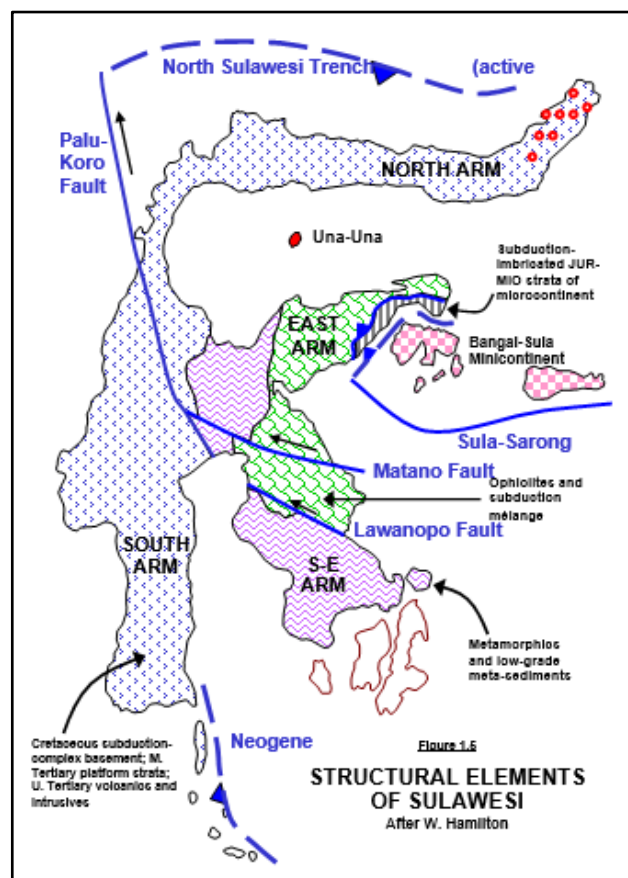 North Sulawesi Trench (active
Palu-
Koro
Fault
NORTH ARM
Una-Una
Subduction-
imbricated JUR-
MIO strata of
microcontinent
EAST
ARM
Bangal-Sula
Minicontinent
Sula-Sarong
Matano Fault
Ophiolites and
subduction
mélange
Lawanopo Fault
SOUTH
ARM
S-E
ARM
Metamorphios
and low-grade
meta-sediments
Neogene
Cretaceous subduction-
complex basement; M.
Tertiary platform strata;
U. Tertiary volcanios and
Intrusives
Figure 1.5
STRUCTURAL ELEMENTS
OF SULAWESI
After W. Hamilton